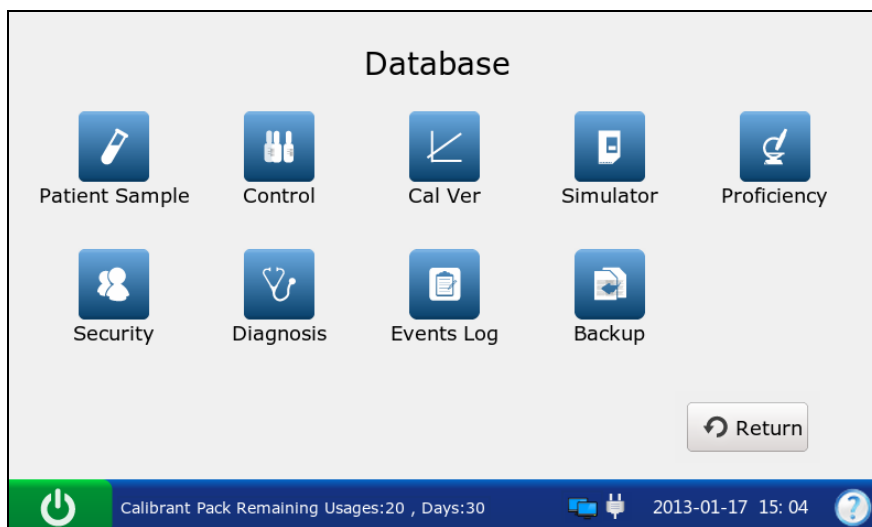 Database
Patient Sample
Control
Cal Ver
Simulator
Proficiency
Security
Diagnosis
Events Log
Backup
Return
Calibrant Pack Remaining Usages:20 , Days:30
2013-01-17 15: 04
?